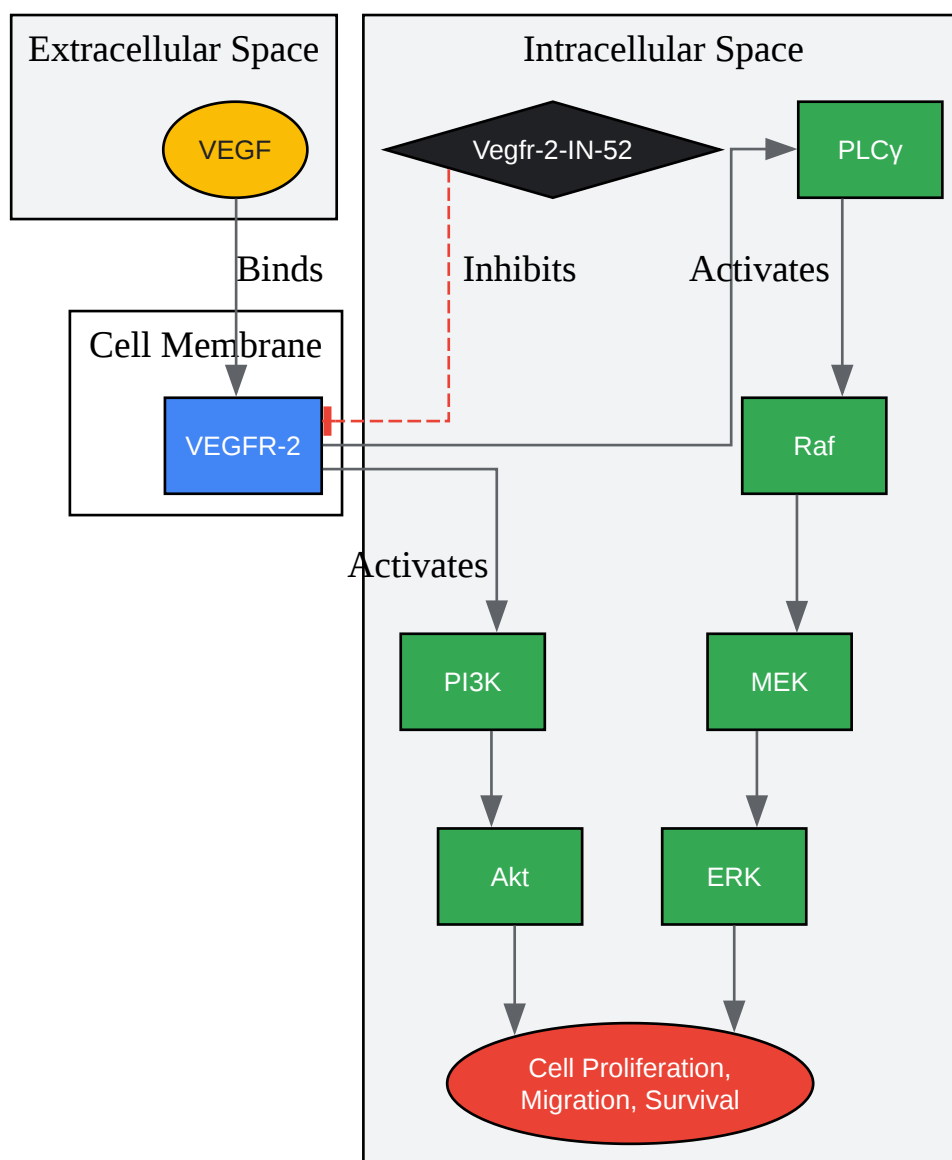 Extracellular Space
Intracellular Space
VEGF
Vegfr-2-IN-52
PLCγ
Binds
Inhibits
Activates
Cell Membrane
VEGFR-2
Raf
Activates
PI3K
MEK
Akt
ERK
Cell Proliferation,
Migration, Survival